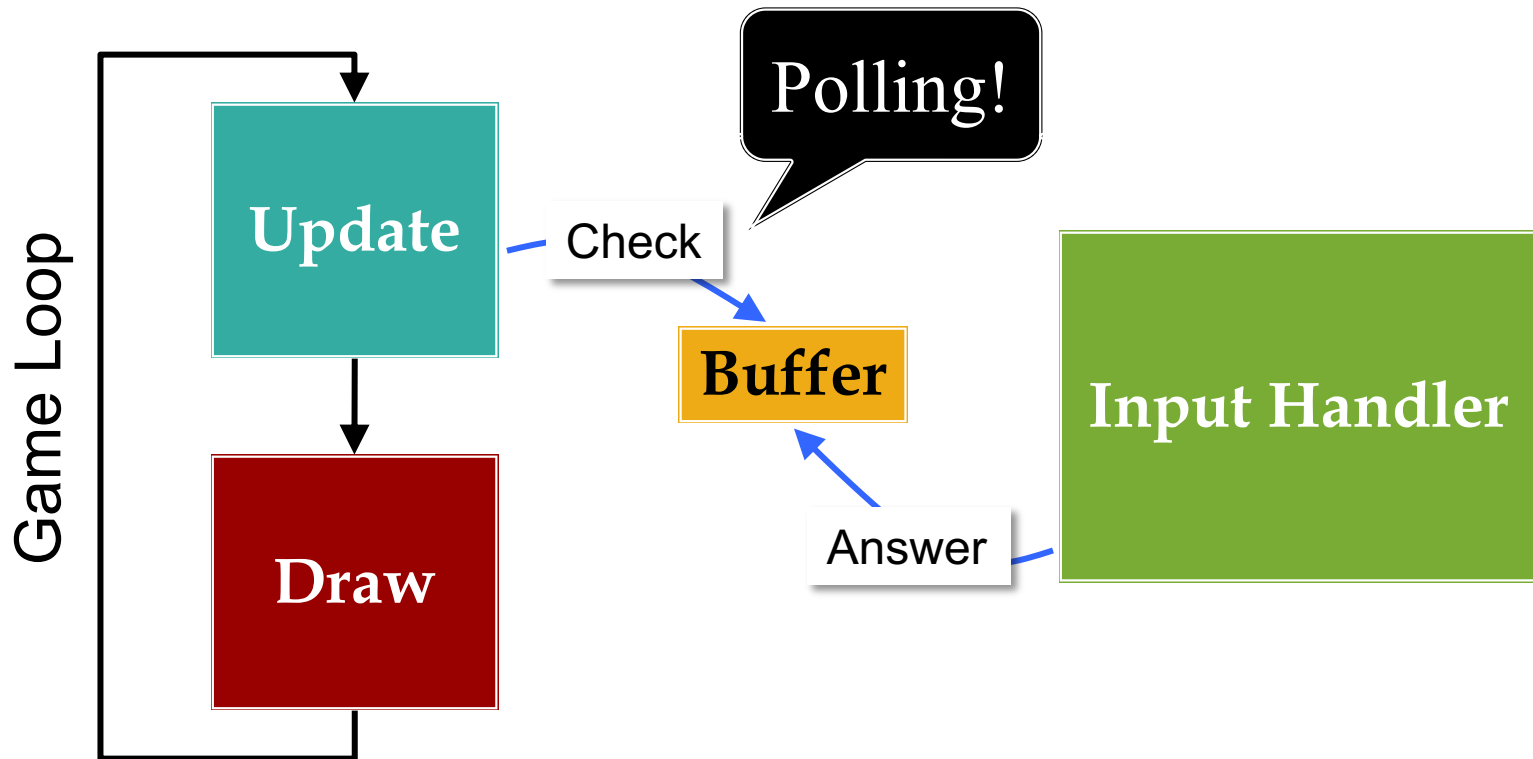 Polling!
Update
Check
Game Loop
Buffer
Input Handler
Answer
Draw